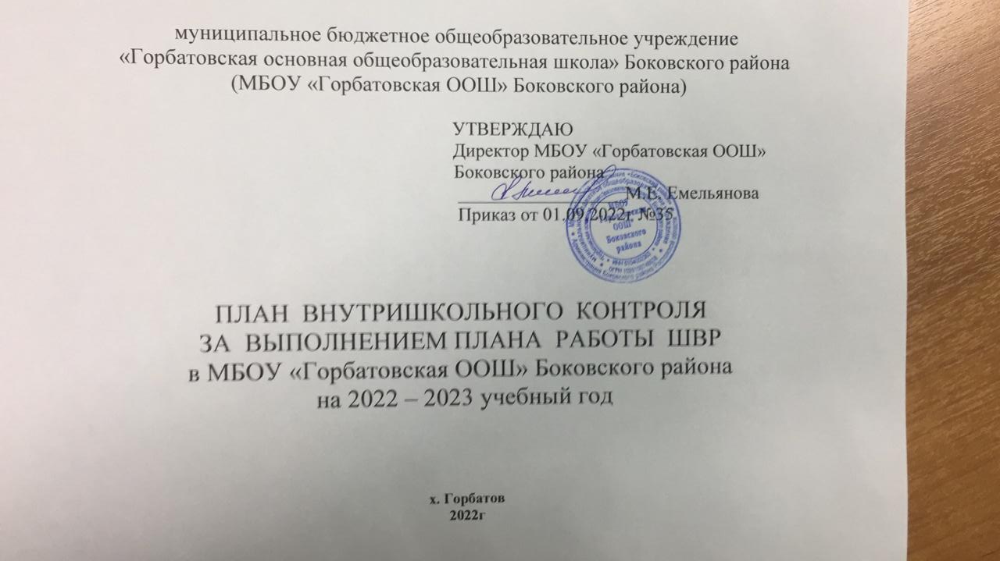 муниципальное бюджетное общеобразовательное учреждение
«Горбатовская основная общеобразовательная школа» Боковского района
(МБОУ «Горбатовская ООШ» Боковского района)
УТВЕРЖДАЮ
Директор МБОУ «Горбатовская ООШ»
Боковского района
М.Е. Емельянова
Приказ от 01.09.2022г №35
МБОУ
ООШ"
Боковского
района
ПЛАН ВНУТРИШКОЛЬНОГО КОНТРОЛЯ
ЗА ВЫПОЛНЕНИЕМ ПЛАНА РАБОТЫ ШВР
в МБОУ «Горбатовская ООШ» Боковского района
на 2022 – 2023 учебный год
х. Горбатов
2022г